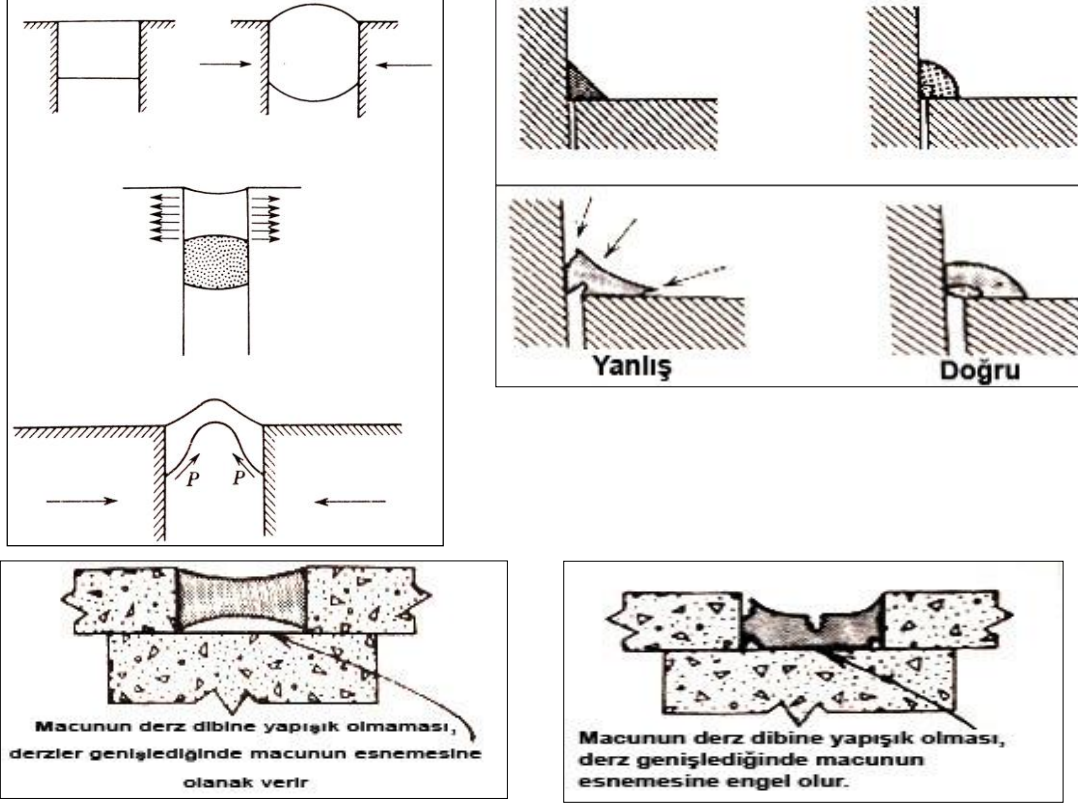 P P
Yanlış
Doğru
Macunun derz dibine yapışık olmaması,
derzler genişlediğinde macunun esnemesine
olanak verir
Macunun derz dibine yapışık olması,
derz genişlediğinde macunun
esnemesine engel olur.